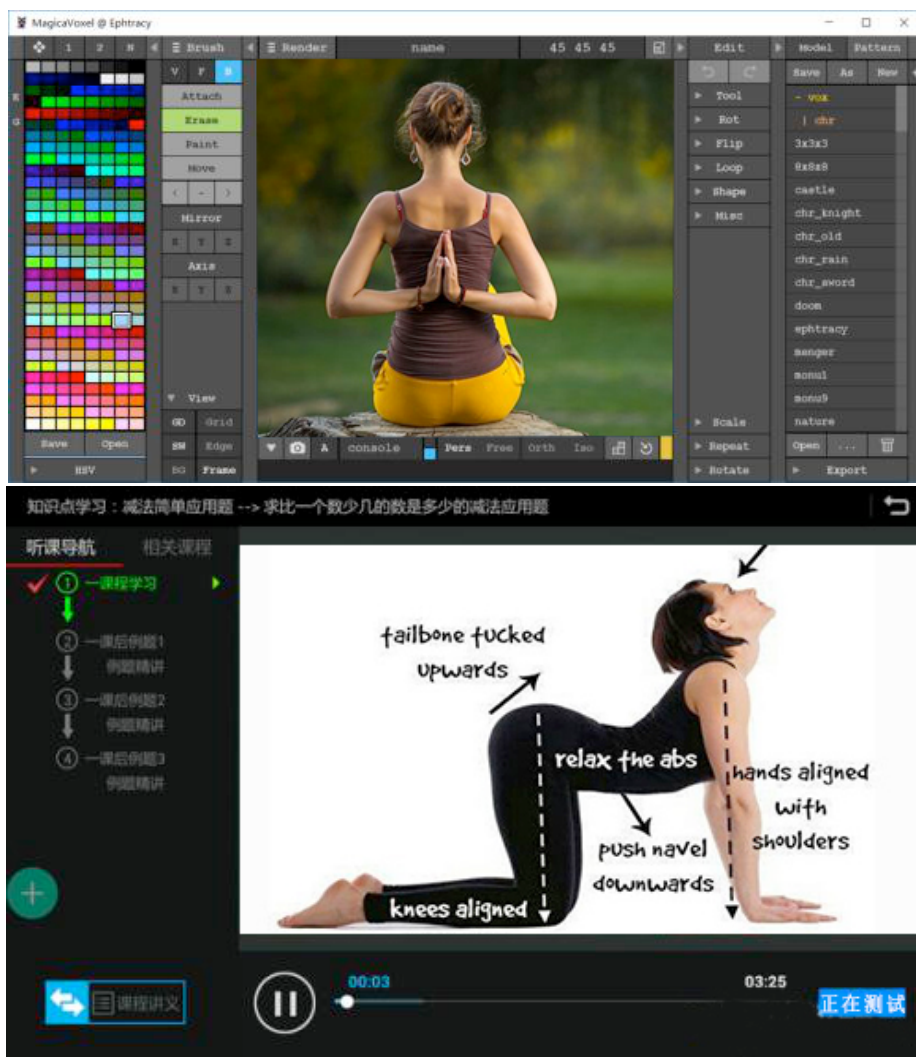 MagicaVoxel @ Ephtracy
1 2 N Brush Render name 45 45 45 Edit Model Pattern
V F B
Save As New
Attach
Tool
- vox
Erase
Rot
| chr
Paint
Flip
3x3x3
Move
Loop
8x8x8
< - >
Shape
castle
Mirror
Misc
chr_knight
X Y Z
chr_old
Axis
chr_rain
X Y Z
chr_sword
doom
ephtracy
menger
monu1
View
monu9
GD Grid
Scale
nature
Save Open
SW Edge
console Pers Free Orth Iso
Repeat
Open ...
HSV
BG Frame
Rotate
Export
知识点学习：减法简单应用题 --> 求比一个数少几的数是多少的减法应用题
听课导航 相关课程
1 一课程学习
2 一课后例题1
例题精讲
3 一课后例题2
例题精讲
4 一课后例题3
例题精讲
tailbone tucked
upwards
relax the abs
hands aligned
with
shoulders
push navel
downwards
knees aligned
00:03
03:25
课程讲义
正在测试